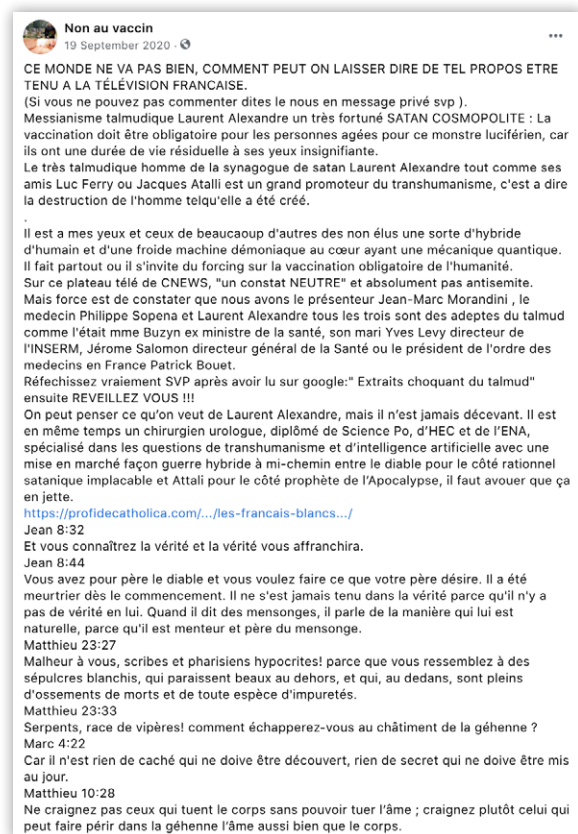 Non au vaccin
19 September 2020 ·
CE MONDE NE VA PAS BIEN, COMMENT PEUT ON LAISSER DIRE DE TEL PROPOS ETRE
TENU A LA TÉLÉVISION FRANCAISE.
(Si vous ne pouvez pas commenter dites le nous en message privé svp ).
Messianisme talmudique Laurent Alexandre un très fortuné SATAN COSMOPOLITE : La
vaccination doit être obligatoire pour les personnes agées pour ce monstre luciférien, car
ils ont une durée de vie résiduelle à ses yeux insignifiante.
Le très talmudique homme de la synagogue de satan Laurent Alexandre tout comme ses
amis Luc Ferry ou Jacques Atalli est un grand promoteur du transhumanisme, c'est a dire
la destruction de l'homme telqu'elle a été créé.
.
Il est a mes yeux et ceux de beaucaoup d'autres des non élus une sorte d'hybride
d'humain et d'une froide machine démoniaque au cœur ayant une mécanique quantique.
Il fait partout ou il s'invite du forcing sur la vaccination obligatoire de l'humanité.
Sur ce plateau télé de CNEWS, "un constat NEUTRE" et absolument pas antisemite.
Mais force est de constater que nous avons le présenteur Jean-Marc Morandini , le
medecin Philippe Sopena et Laurent Alexandre tous les trois sont des adeptes du talmud
comme l'était mme Buzyn ex ministre de la santé, son mari Yves Levy directeur de
l'INSERM, Jérome Salomon directeur général de la Santé ou le président de l'ordre des
medecins en France Patrick Bouet.
Réfechissez vraiement SVP après avoir lu sur google:" Extraits choquant du talmud"
ensuite REVEILLEZ VOUS !!!
On peut penser ce qu'on veut de Laurent Alexandre, mais il n'est jamais décevant. Il est
en même temps un chirurgien urologue, diplômé de Science Po, d'HEC et de l'ENA,
spécialisé dans les questions de transhumanisme et d'intelligence artificielle avec une
mise en marché façon guerre hybride à mi-chemin entre le diable pour le côté rationnel
satanique implacable et Attali pour le côté prophète de l'Apocalypse, il faut avouer que ça
en jette.
https://profidecatholica.com/.../les-francais-blancs.../
Jean 8:32
Et vous connaîtrez la vérité et la vérité vous affranchira.
Jean 8:44
Vous avez pour père le diable et vous voulez faire ce que votre père désire. Il a été
meurtrier dès le commencement. Il ne s'est jamais tenu dans la vérité parce qu'il n'y a
pas de vérité en lui. Quand il dit des mensonges, il parle de la manière qui lui est
naturelle, parce qu'il est menteur et père du mensonge.
Matthieu 23:27
Malheur à vous, scribes et pharisiens hypocrites! parce que vous ressemblez à des
sépulcres blanchis, qui paraissent beaux au dehors, et qui, au dedans, sont pleins
d'ossements de morts et de toute espèce d'impuretés.
Matthieu 23:33
Serpents, race de vipères! comment échapperez-vous au châtiment de la géhenne ?
Marc 4:22
Car il n'est rien de caché qui ne doive être découvert, rien de secret qui ne doive être mis
au jour.
Matthieu 10:28
Ne craignez pas ceux qui tuent le corps sans pouvoir tuer l'âme ; craignez plutôt celui qui
peut faire périr dans la géhenne l'âme aussi bien que le corps.